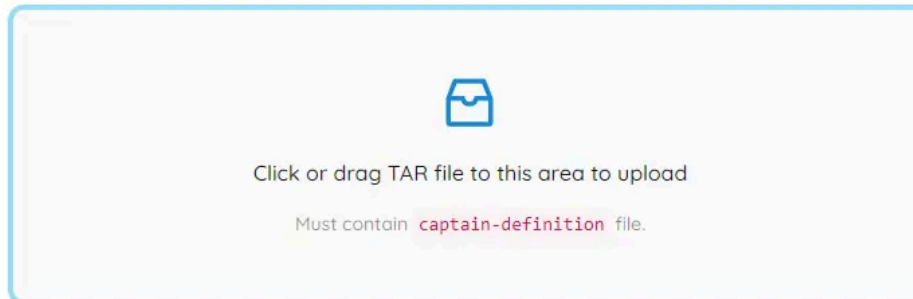 Click or drag TAR file to this area to upload
Must contain captain-definition file.